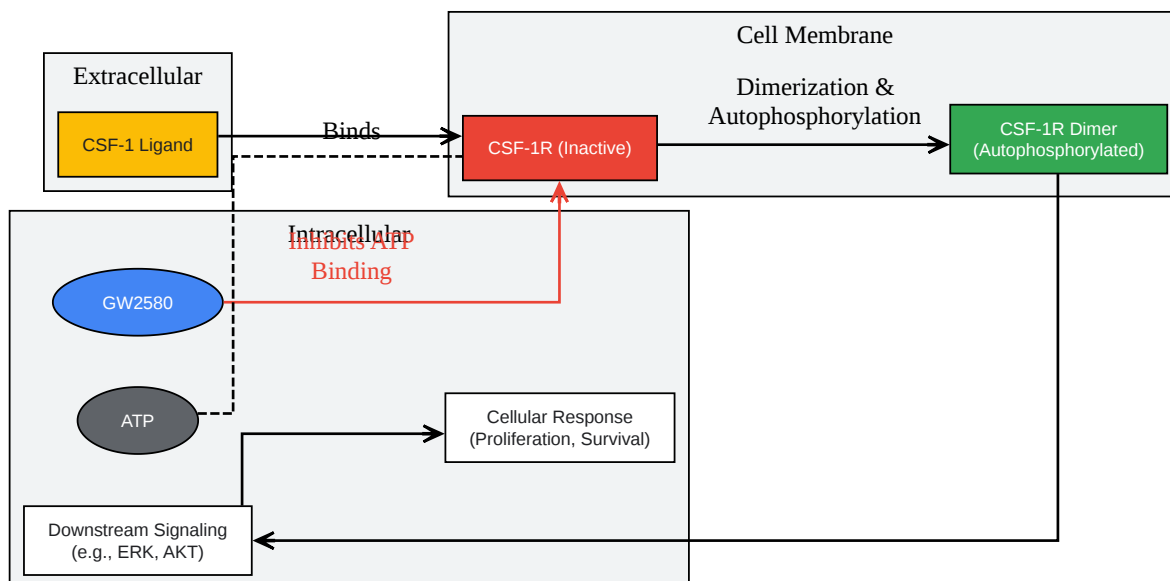 Cell Membrane
Extracellular
Dimerization &
Autophosphorylation
CSF-1 Ligand
Binds
CSF-1R (Inactive)
CSF-1R Dimer
(Autophosphorylated)
Intracellular
Inhibits ATP
Binding
GW2580
ATP
Cellular Response
(Proliferation, Survival)
Downstream Signaling
(e.g., ERK, AKT)